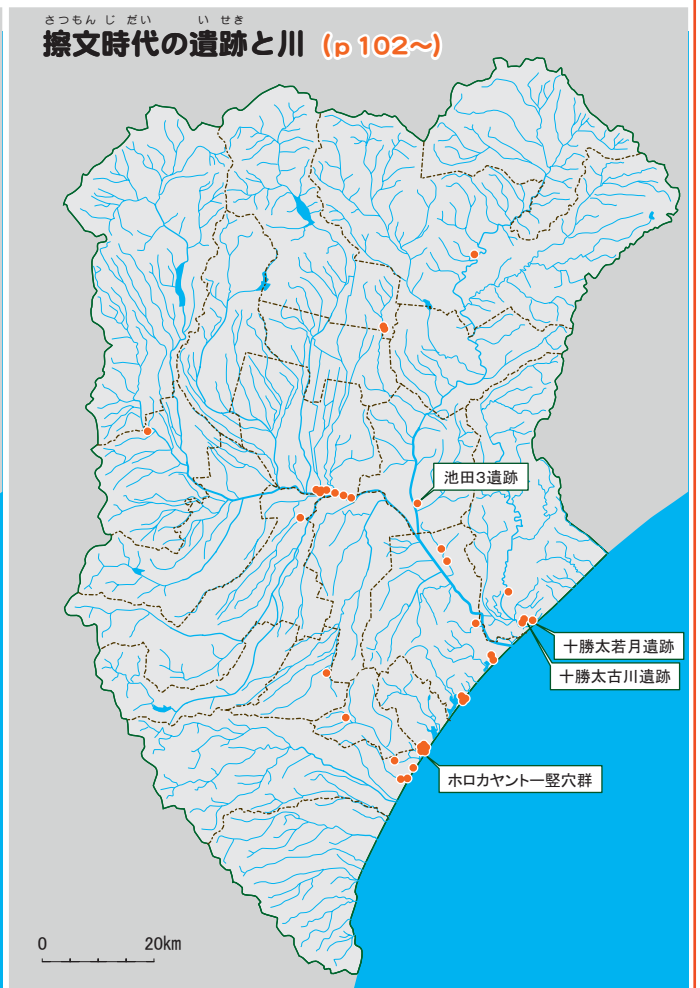 さつもんじだい いせき
擦文時代の遺跡と川 (p 102〜)
池田3遺跡
十勝太若月遺跡
十勝太古川遺跡
ホロカヤントー竪穴群
0 20km